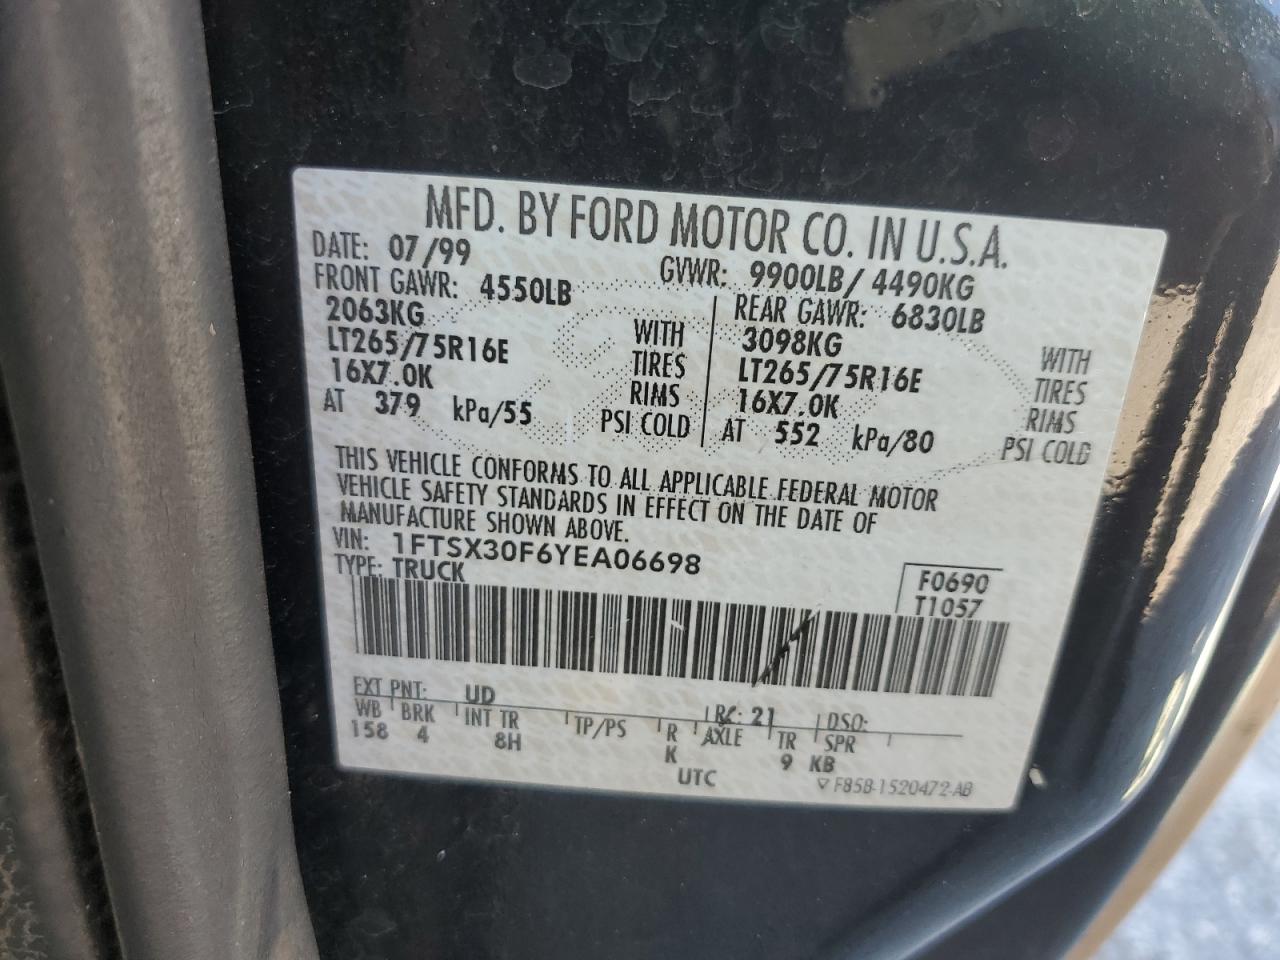 MFD. BY FORD MOTOR CO. IN U.S.A.
DATE: 07/99 GVWR: 9900LB/ 4490KG
FRONT GAWR: 4550LB REAR GAWR: 6830LB
2063KG WITH 3098KG WITH
LT265/75R16E TIRES LT265/75R16E TIRES
16X7.0K RIMS 16X7.0K RIMS
AT 379 kPa/55 PSI COLD AT 552 kPa/80 PSI COLD
THIS VEHICLE CONFORMS TO ALL APPLICABLE FEDERAL MOTOR
VEHICLE SAFETY STANDARDS IN EFFECT ON THE DATE OF
MANUFACTURE SHOWN ABOVE.
VIN: 1FTSX30F6YEA06698
TYPE: TRUCK
F0690
T1057
EXT PNT: UD RC: 21 DSO:
WB BRK INT TR TP/PS R AXLE TR SPR
158 4 8H K 9 KB
UTC
▽ F85B-1520472-AB